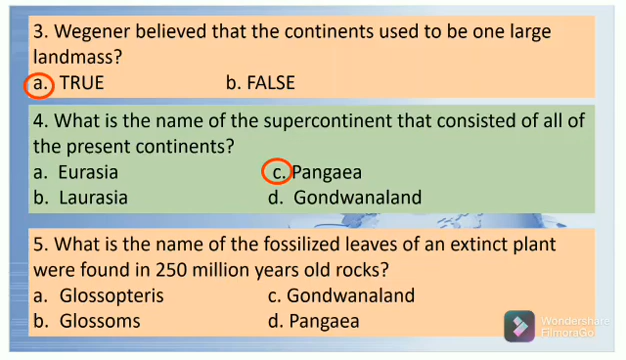 3. Wegener believed that the continents used to be one large
landmass?
a. TRUE b. FALSE
4. What is the name of the supercontinent that consisted of all of
the present continents?
a. Eurasia c. Pangaea
b. Laurasia d. Gondwanaland
5. What is the name of the fossilized leaves of an extinct plant
were found in 250 million years old rocks?
a. Glossopteris c. Gondwanaland
b. Glossoms d. Pangaea
Wondershare
FilmoraGo